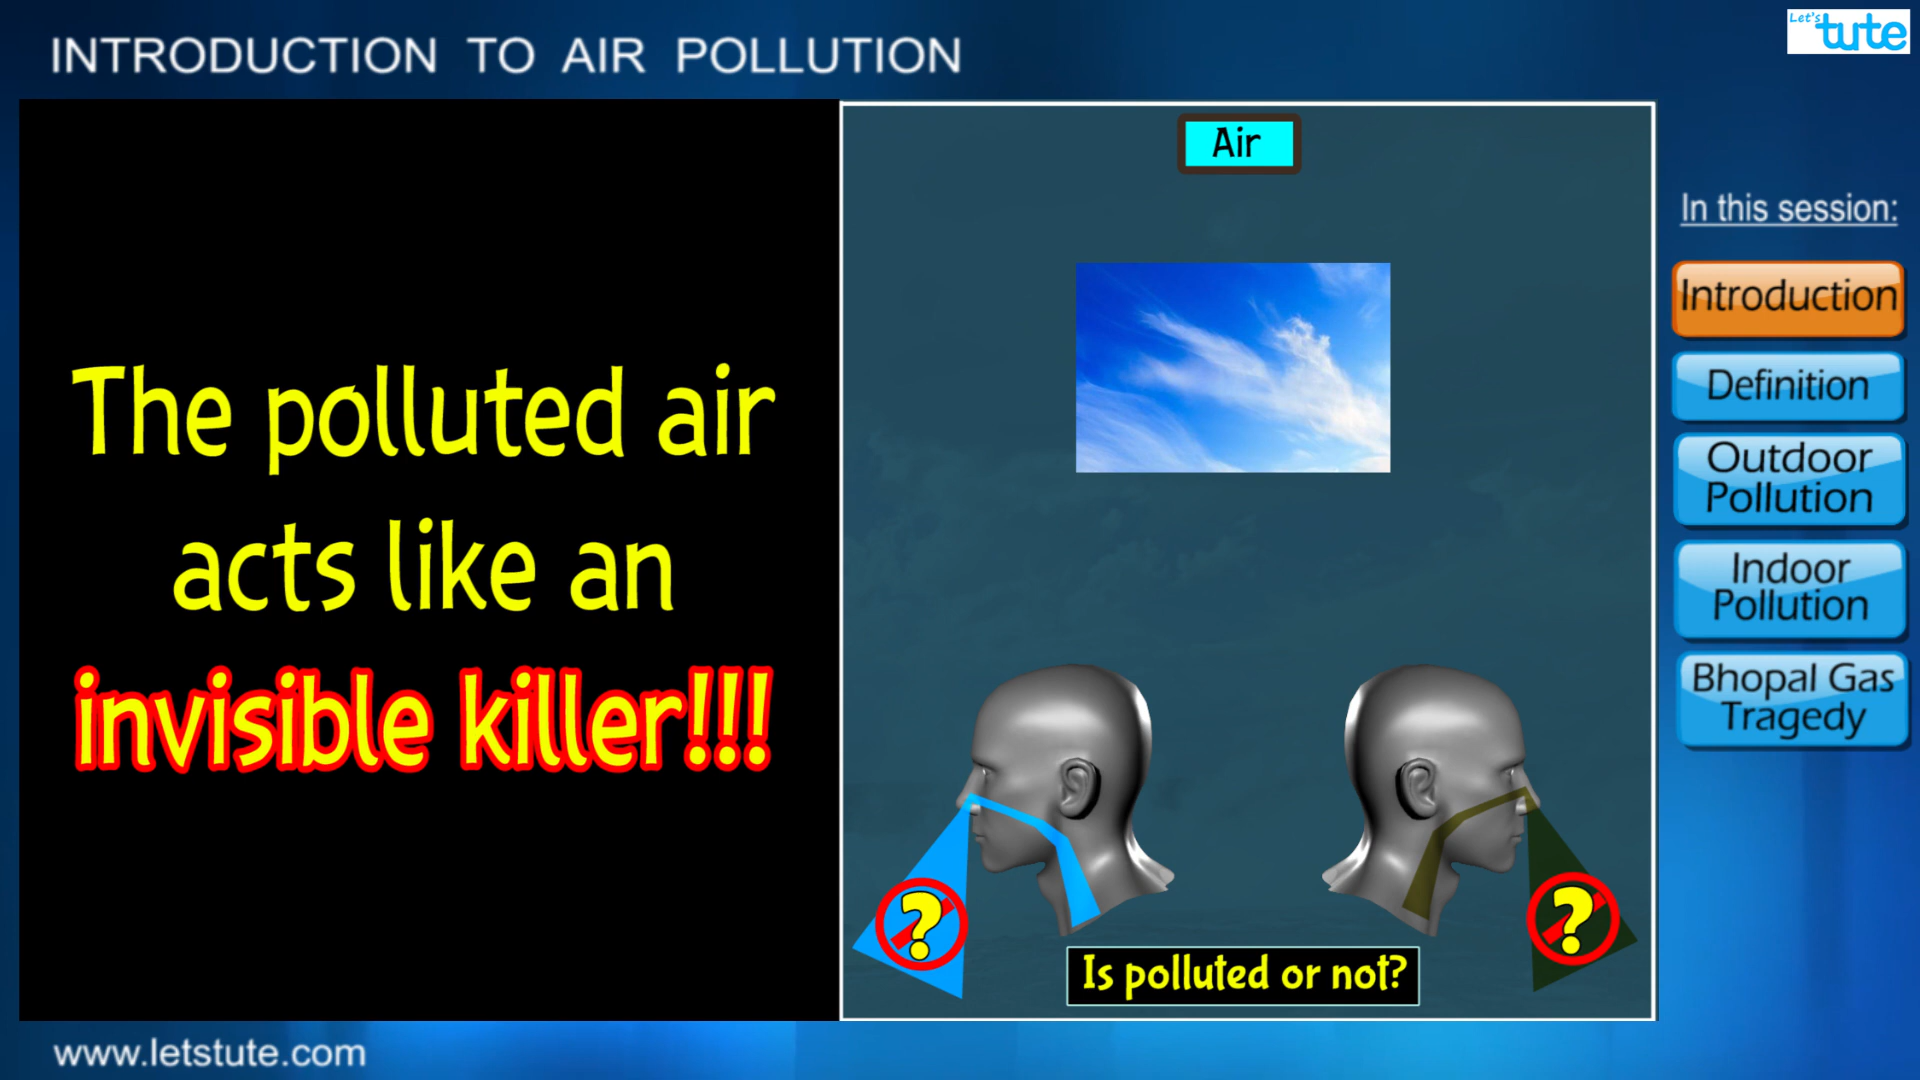 INTRODUCTION TO AIR POLLUTION
Let's
tute
The polluted air
acts like an
invisible killer!!!
Air
?
?
Is polluted or not?
In this session:
Introduction
Definition
Outdoor
Pollution
Indoor
Pollution
Bhopal Gas
Tragedy
www.letstute.com